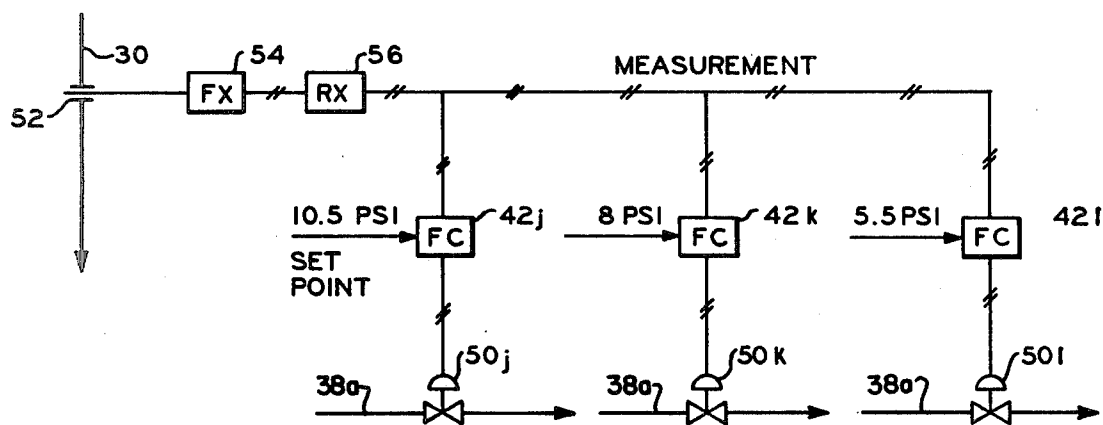 30
54
56
MEASUREMENT
FX
RX
52
10.5 PSI
42j
8 PSI
42k
5.5 PSI
42l
FC
FC
FC
SET
POINT
50j
50k
50l
38a
38a
38a